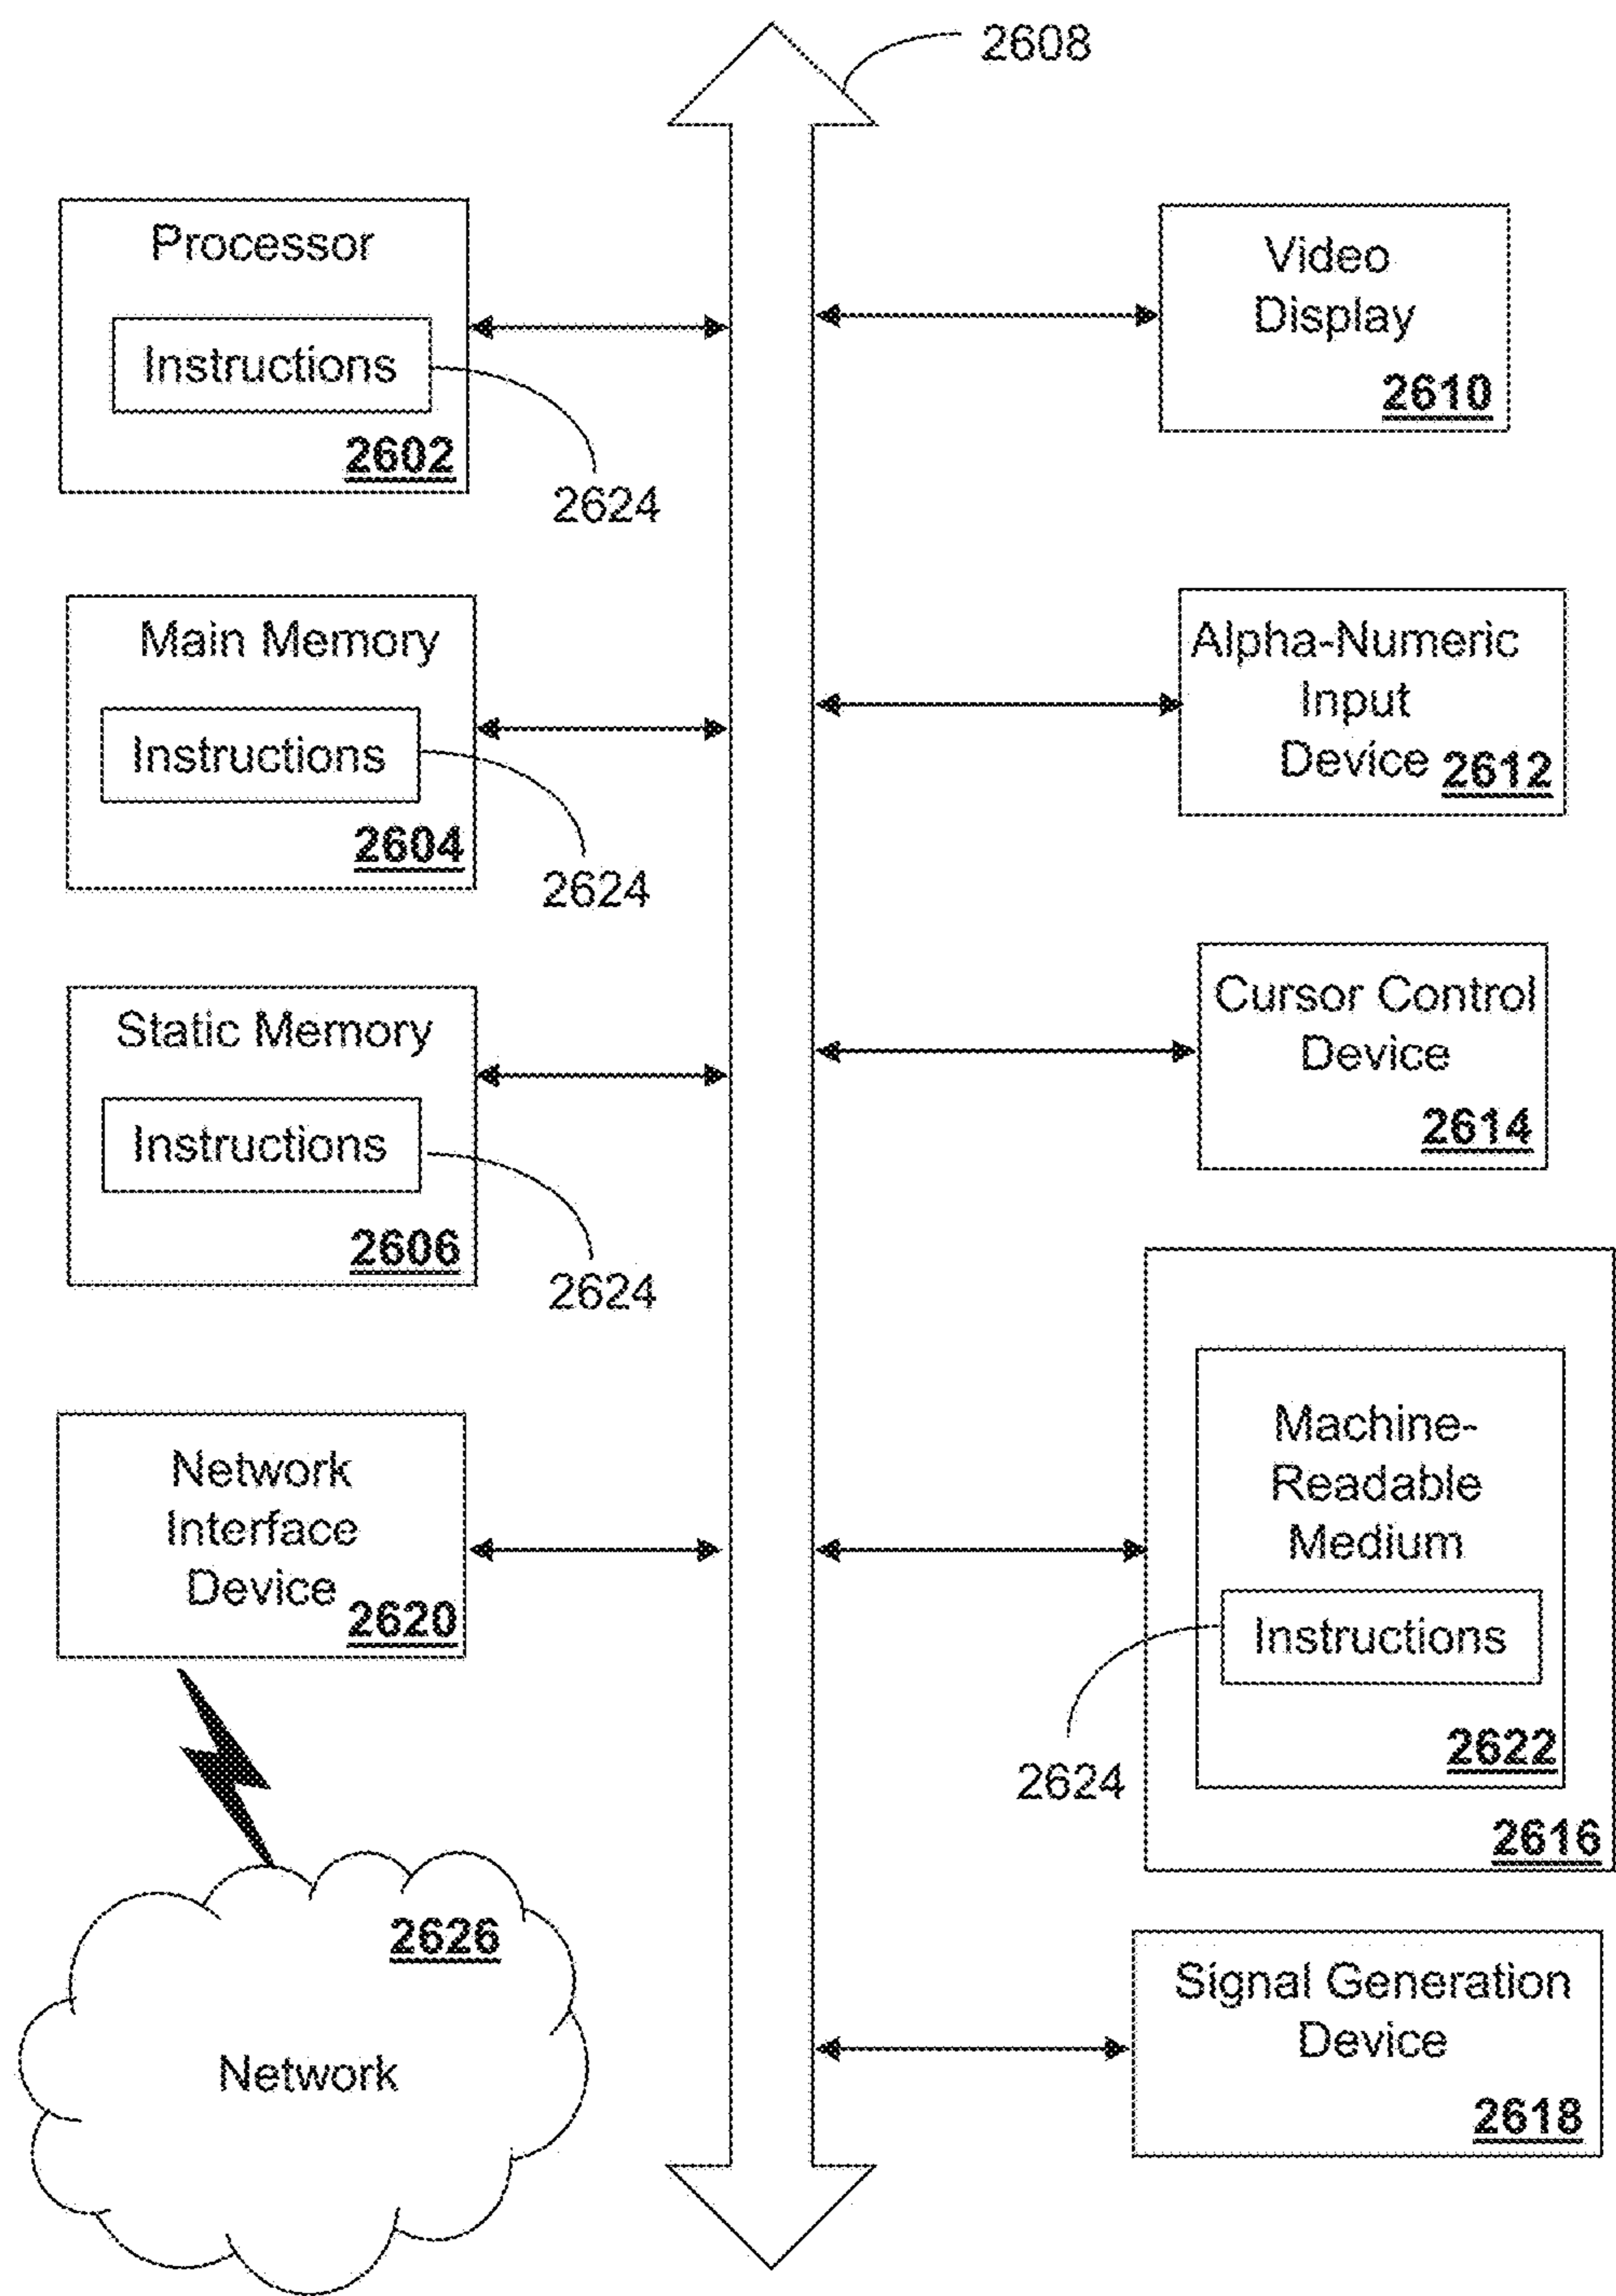 2608
Processor
Instructions
2602
2624
Main Memory
Instructions
2604
2624
Static Memory
Instructions
2606
2624
Network
Interface
Device
2620
2626
Network
Video
Display
2610
Alpha-Numeric
Input
Device 2612
Cursor Control
Device
2614
Machine-
Readable
Medium
Instructions
2622
2624
2616
Signal Generation
Device
2618